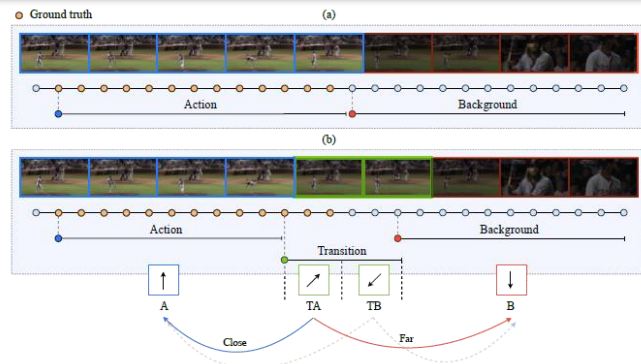 Ground truth
(a)
Action Background
(b)
Action Background
Transition
A TA TB B
Close Far